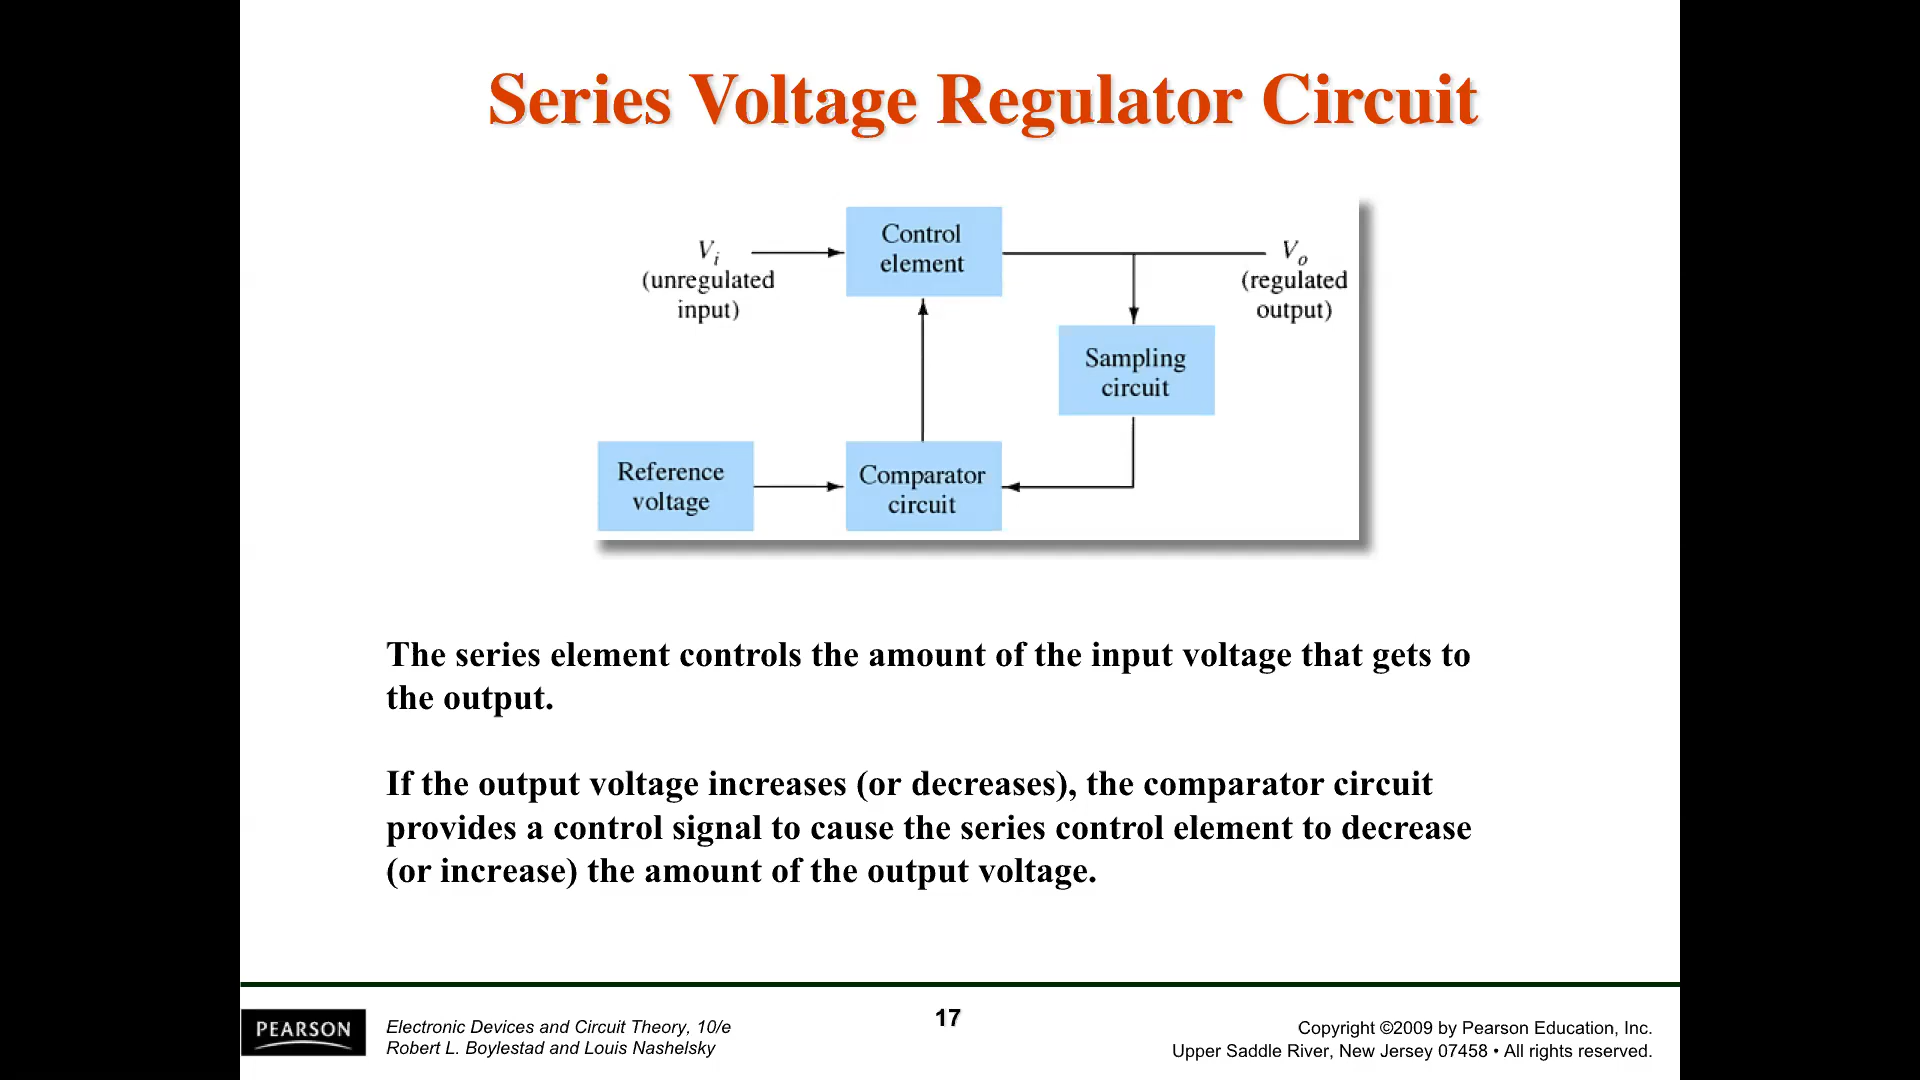 Series Voltage Regulator Circuit
Control
element
Vi
(unregulated
input)
Vo
(regulated
output)
Sampling
circuit
Reference
voltage
Comparator
circuit
The series element controls the amount of the input voltage that gets to
the output.
If the output voltage increases (or decreases), the comparator circuit
provides a control signal to cause the series control element to decrease
(or increase) the amount of the output voltage.
PEARSON
Electronic Devices and Circuit Theory, 10/e
Robert L. Boylestad and Louis Nashelsky
17
Copyright ©2009 by Pearson Education, Inc.
Upper Saddle River, New Jersey 07458 • All rights reserved.